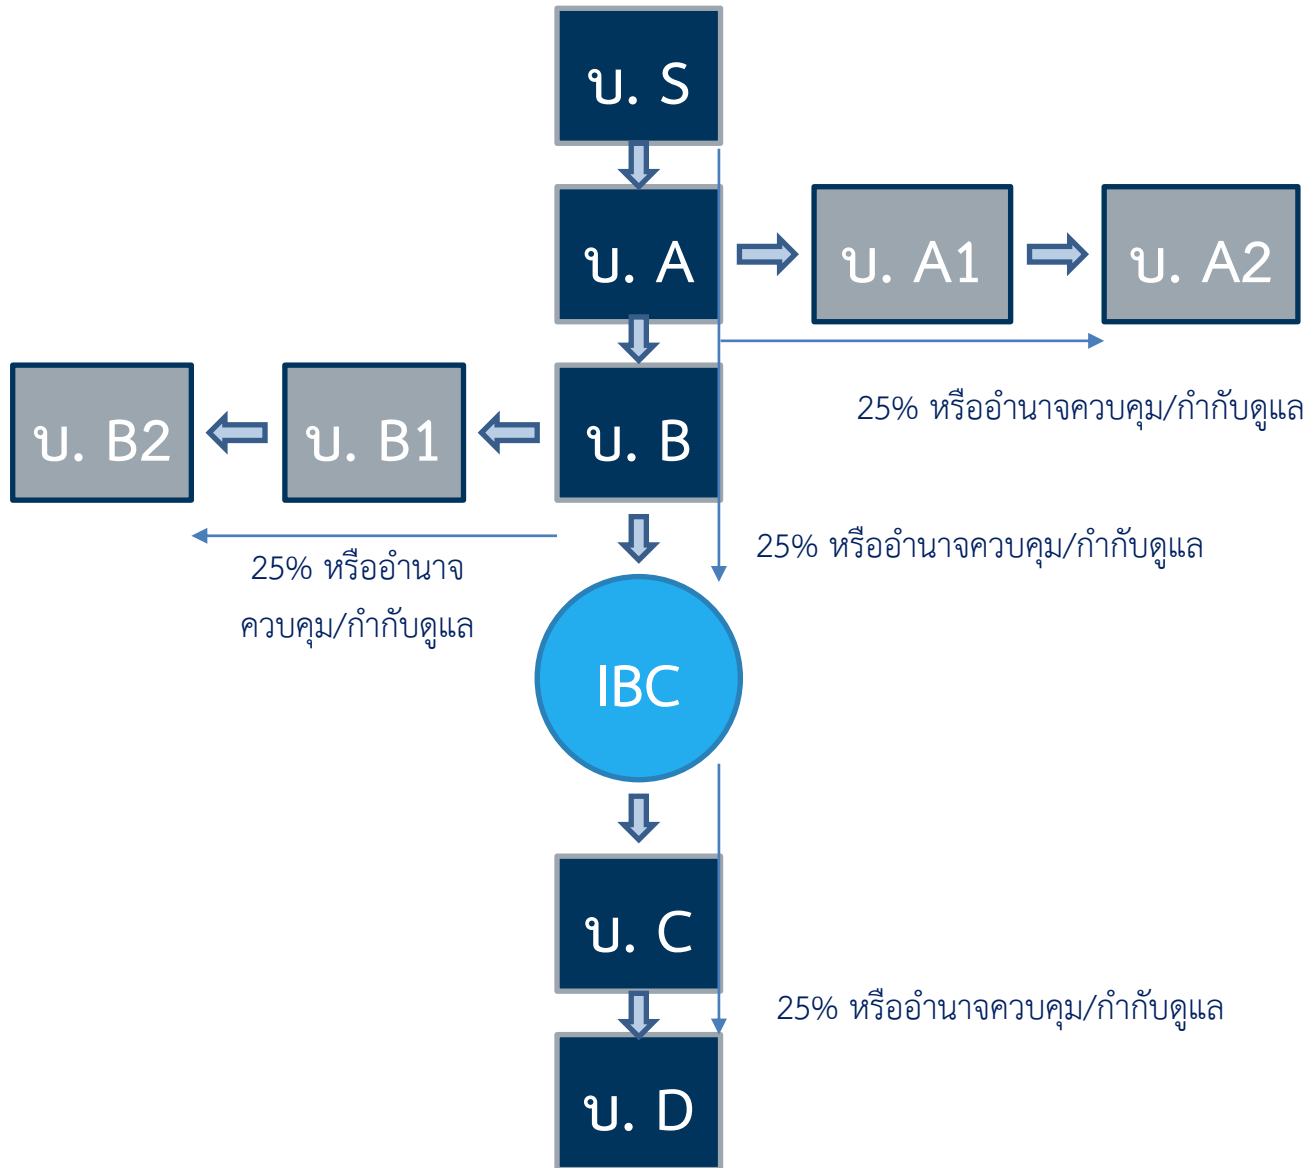 บ. S
บ. A
บ. A1
บ. A2
25% หรืออำนาจควบคุม/กำกับดูแล
บ. B2
บ. B1
บ. B
25% หรืออำนาจ
ควบคุม/กำกับดูแล
25% หรืออำนาจควบคุม/กำกับดูแล
IBC
บ. C
25% หรืออำนาจควบคุม/กำกับดูแล
บ. D